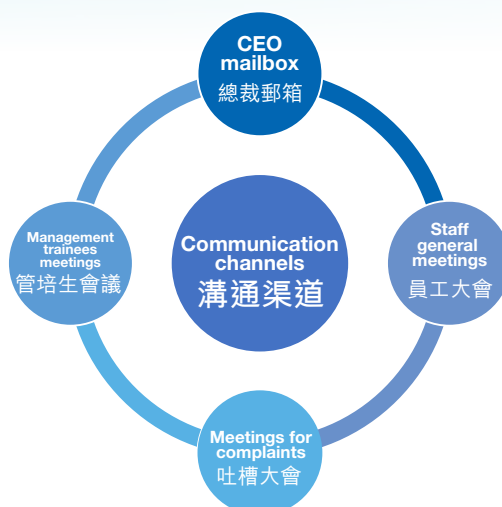 CEO
mailbox
總裁郵箱
Management
trainees
meetings
管培生會議
Communication
channels
溝通渠道
Staff
general
meetings
員工大會
Meetings for
complaints
吐槽大會